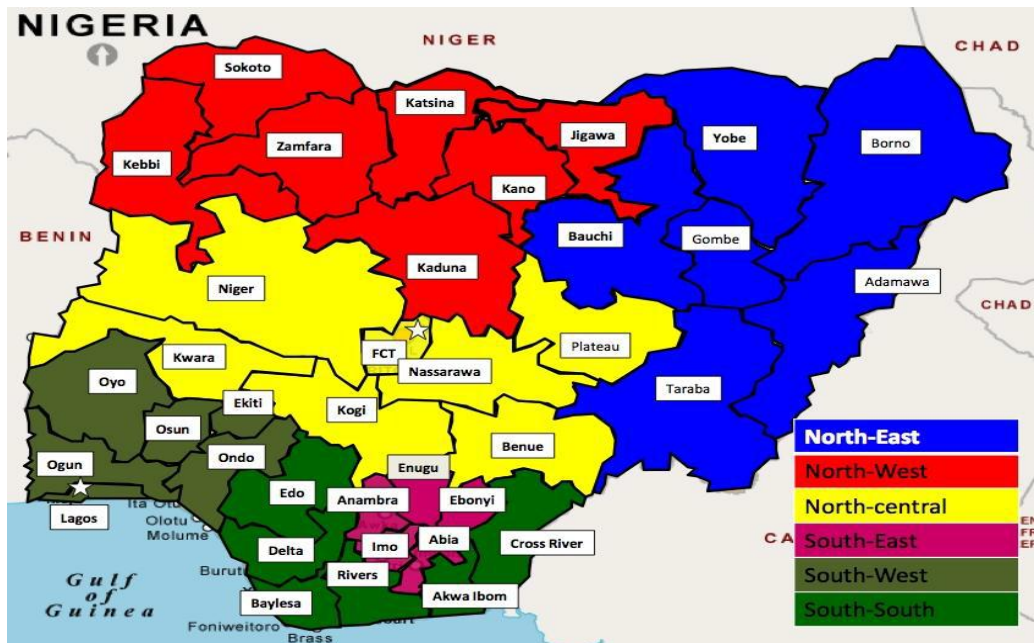 NIGERIA
NIGER
CHAD
Sokoto
Katsina
Jigawa
Yobe
Borno
Kebbi
Zamfara
Kano
BENIN
Bauchi
Gombe
Kaduna
Adamawa
Niger
CHAD
FCT
Plateau
Kwara
Nassarawa
Oyo
Taraba
Ekiti
Kogi
Osun
Benue
North-East
Ogun
Ondo
Enugu
North-West
Edo
Anambra
Ebonyi
North-central
Lagos
Ita
Olotu
Molume
Imo
Abia
Cross River
South-East
Delta
Gulf
of
Guinea
Rivers
Akwa Ibom
South-West
Baylesa
South-South
Foniweitoro
Brass